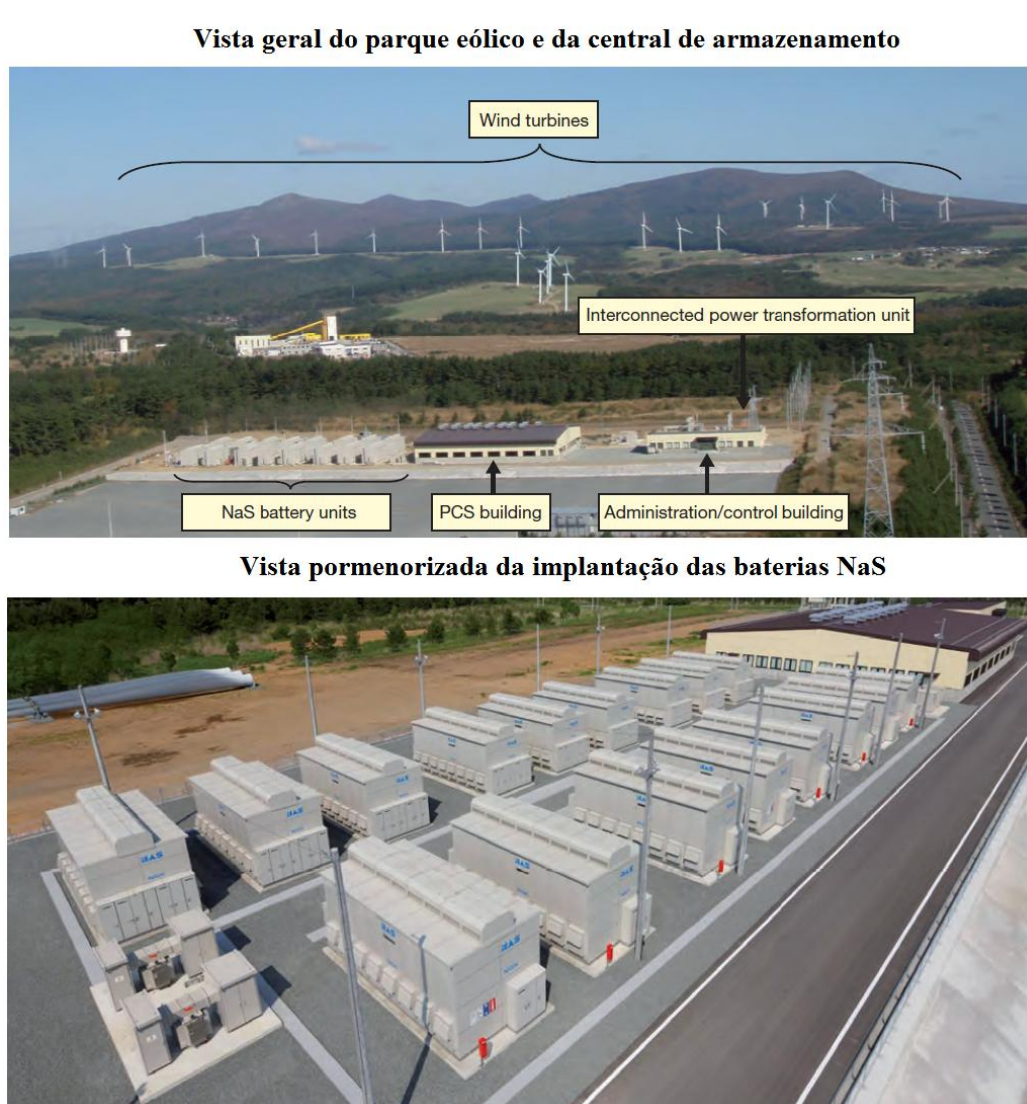 Vista geral do parque eólico e da central de armazenamento
Wind turbines
Interconnected power transformation unit
NaS battery units
PCS building
Administration/control building
Vista pormenorizada da implantação das baterias NaS